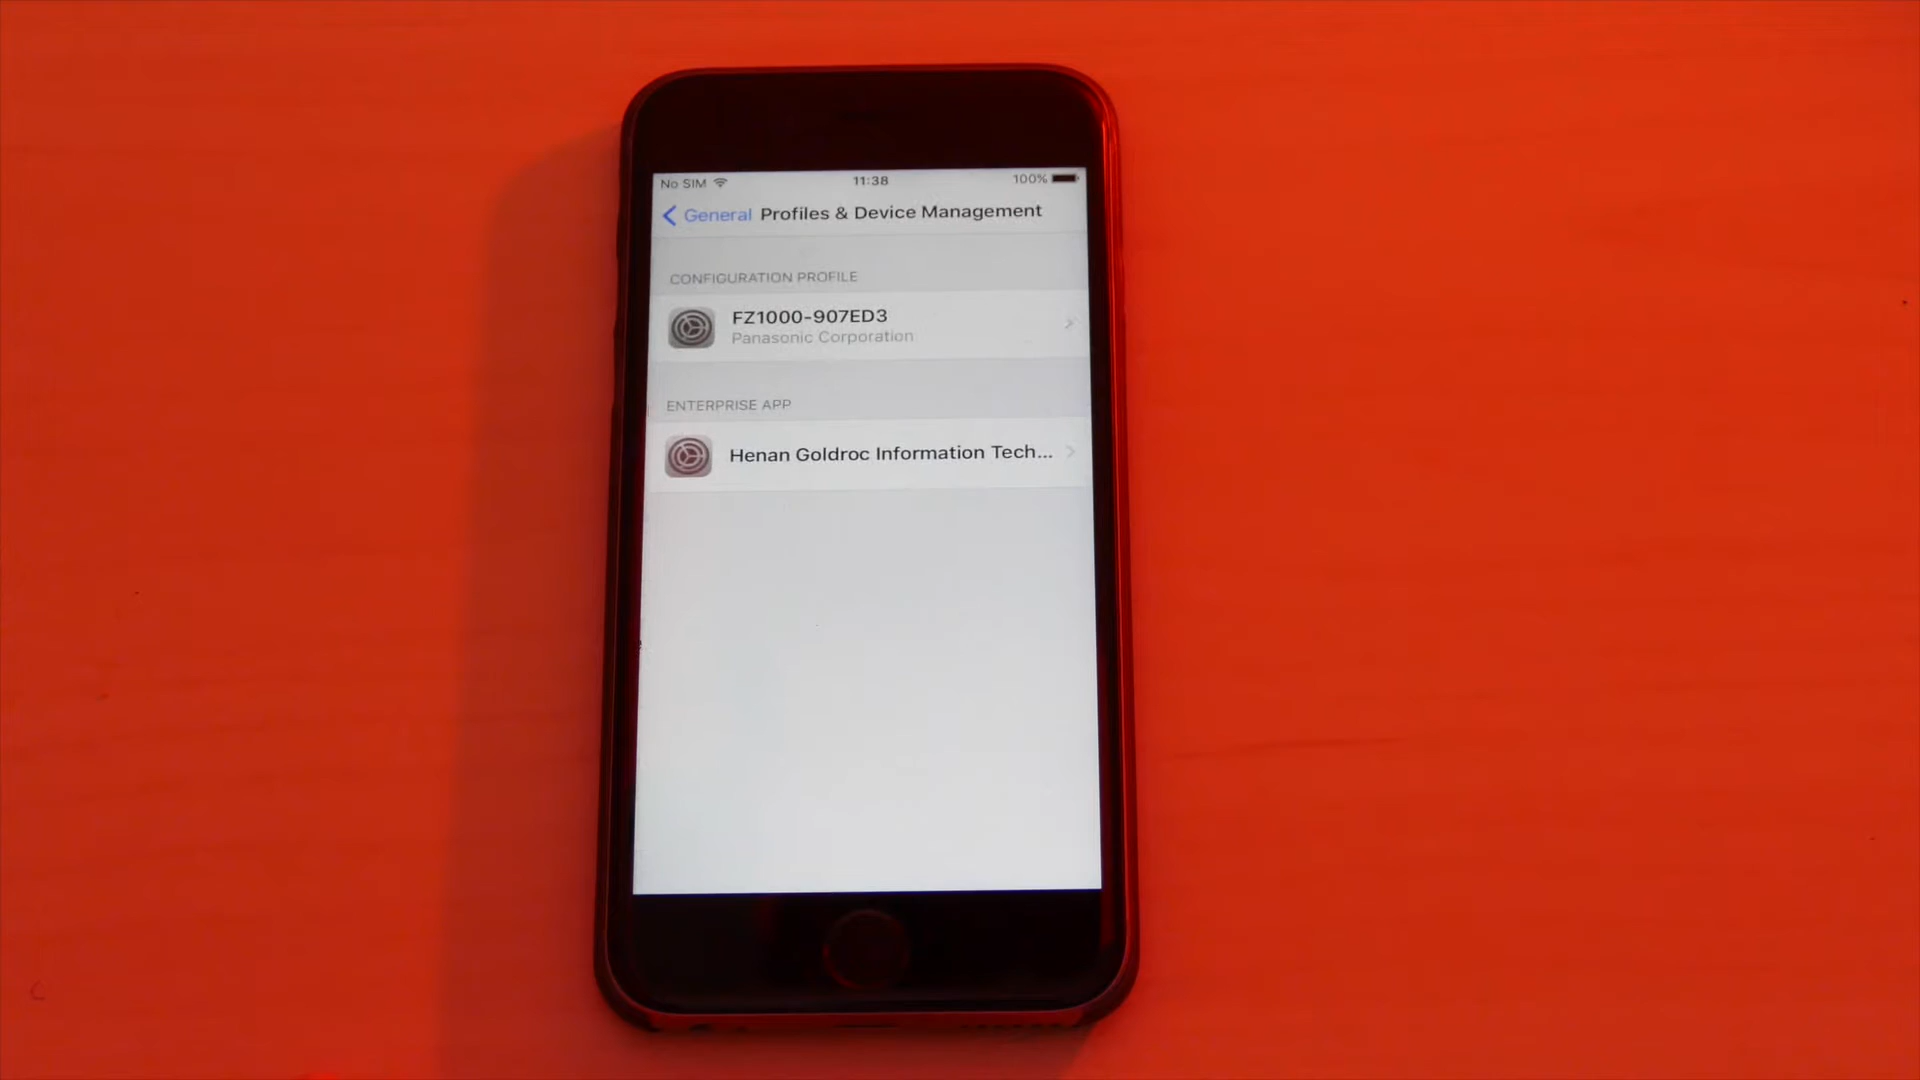 No SIM 11:38 100%
General Profiles & Device Management
CONFIGURATION PROFILE
FZ1000-907ED3
Panasonic Corporation
ENTERPRISE APP
Henan Goldroc Information Tech...